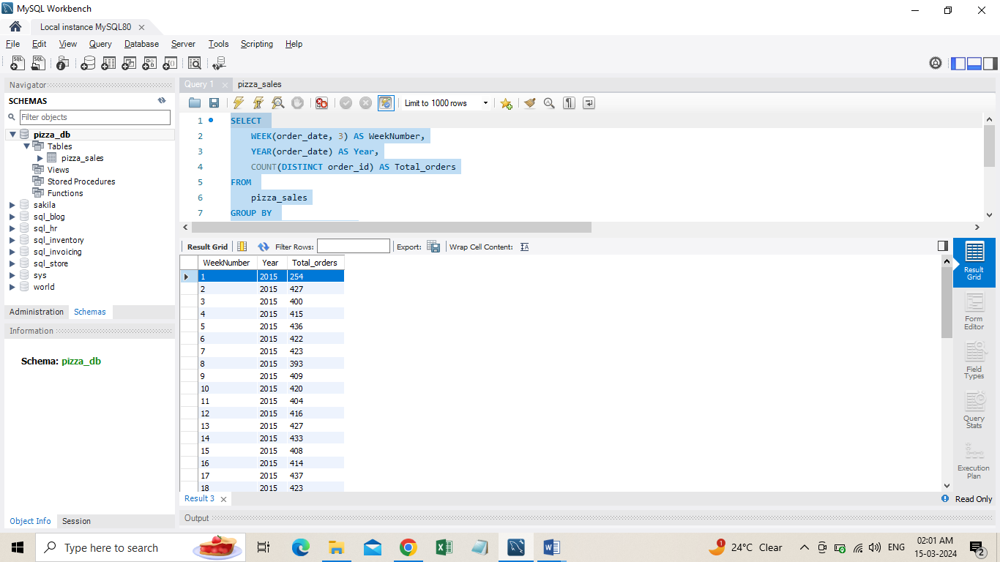 MySQL Workbench
Local instance MySQL80
File Edit View Query Database Server Tools Scripting Help
Navigator
SCHEMAS
Filter objects
pizza_db
Tables
pizza_sales
Views
Stored Procedures
Functions
sakila
sql_blog
sql_hr
sql_inventory
sql_invoicing
sql_store
sys
world
Administration Schemas
Information
Schema: pizza_db
Object Info Session
Query 1 pizza_sales
Limit to 1000 rows
1 SELECT
2 WEEK(order_date, 3) AS WeekNumber,
3 YEAR(order_date) AS Year,
4 COUNT(DISTINCT order_id) AS Total_orders
5 FROM
6 pizza_sales
7 GROUP BY
Result Grid Filter Rows: Export: Wrap Cell Content:
WeekNumber Year Total_orders
1 2015 254
2 2015 427
3 2015 400
4 2015 415
5 2015 436
6 2015 422
7 2015 423
8 2015 393
9 2015 409
10 2015 420
11 2015 404
12 2015 416
13 2015 427
14 2015 433
15 2015 408
16 2015 414
17 2015 437
18 2015 423
Result Grid
Form Editor
Field Types
Query Stats
Execution Plan
Result 3
Read Only
Output
Type here to search
1
24°C Clear
ENG
02:01 AM
15-03-2024
2